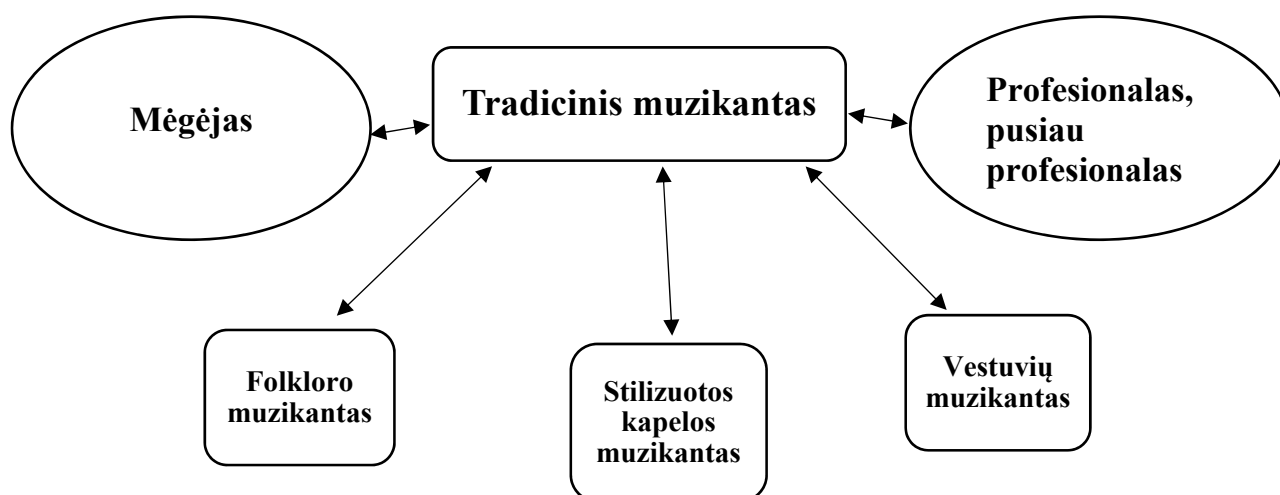 Mėgėjas
Tradicinis muzikantas
Profesionalas,
pusiau
profesionalas
Folkloro
muzikantas
Stilizuotos
kapelos
muzikantas
Vestuvių
muzikantas